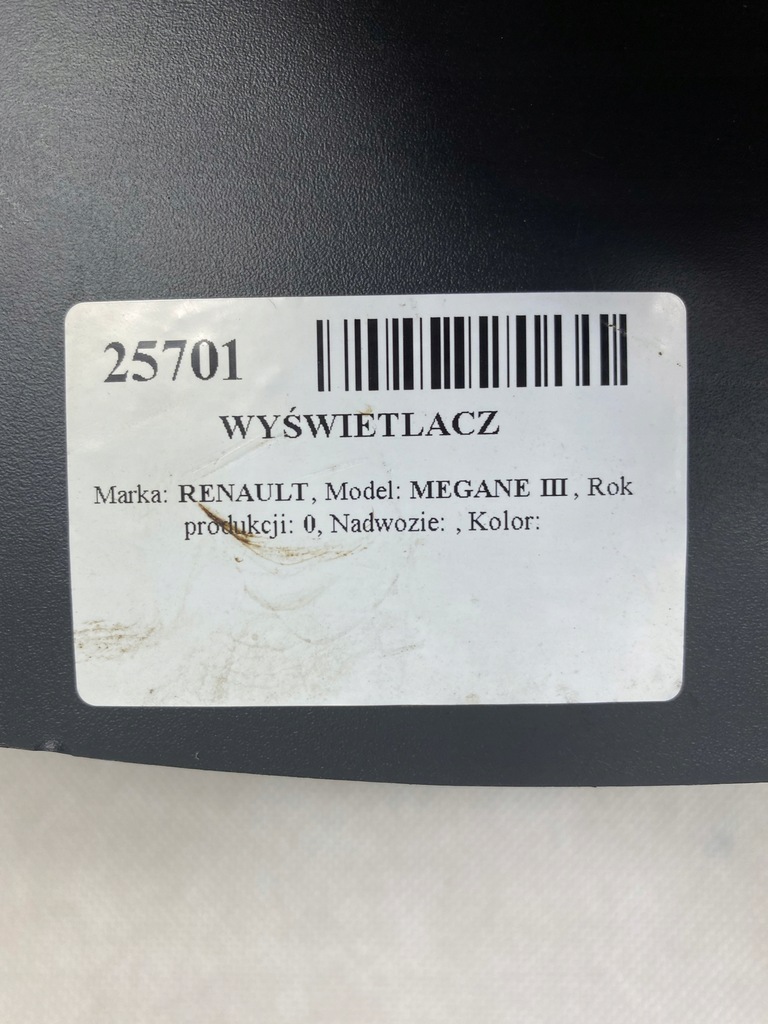 25701
WYŚWIETLACZ
Marka: RENAULT, Model: MEGANE III, Rok
produkcji: 0, Nadwozie: , Kolor: